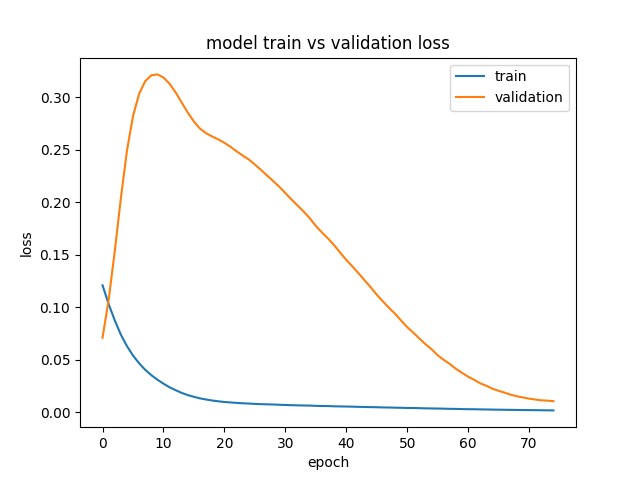 model train vs validation loss
train
validation
0.30
0.25
0.20
0.15
0.10
0.05
0.00
loss
0 10 20 30 40 50 60 70
epoch